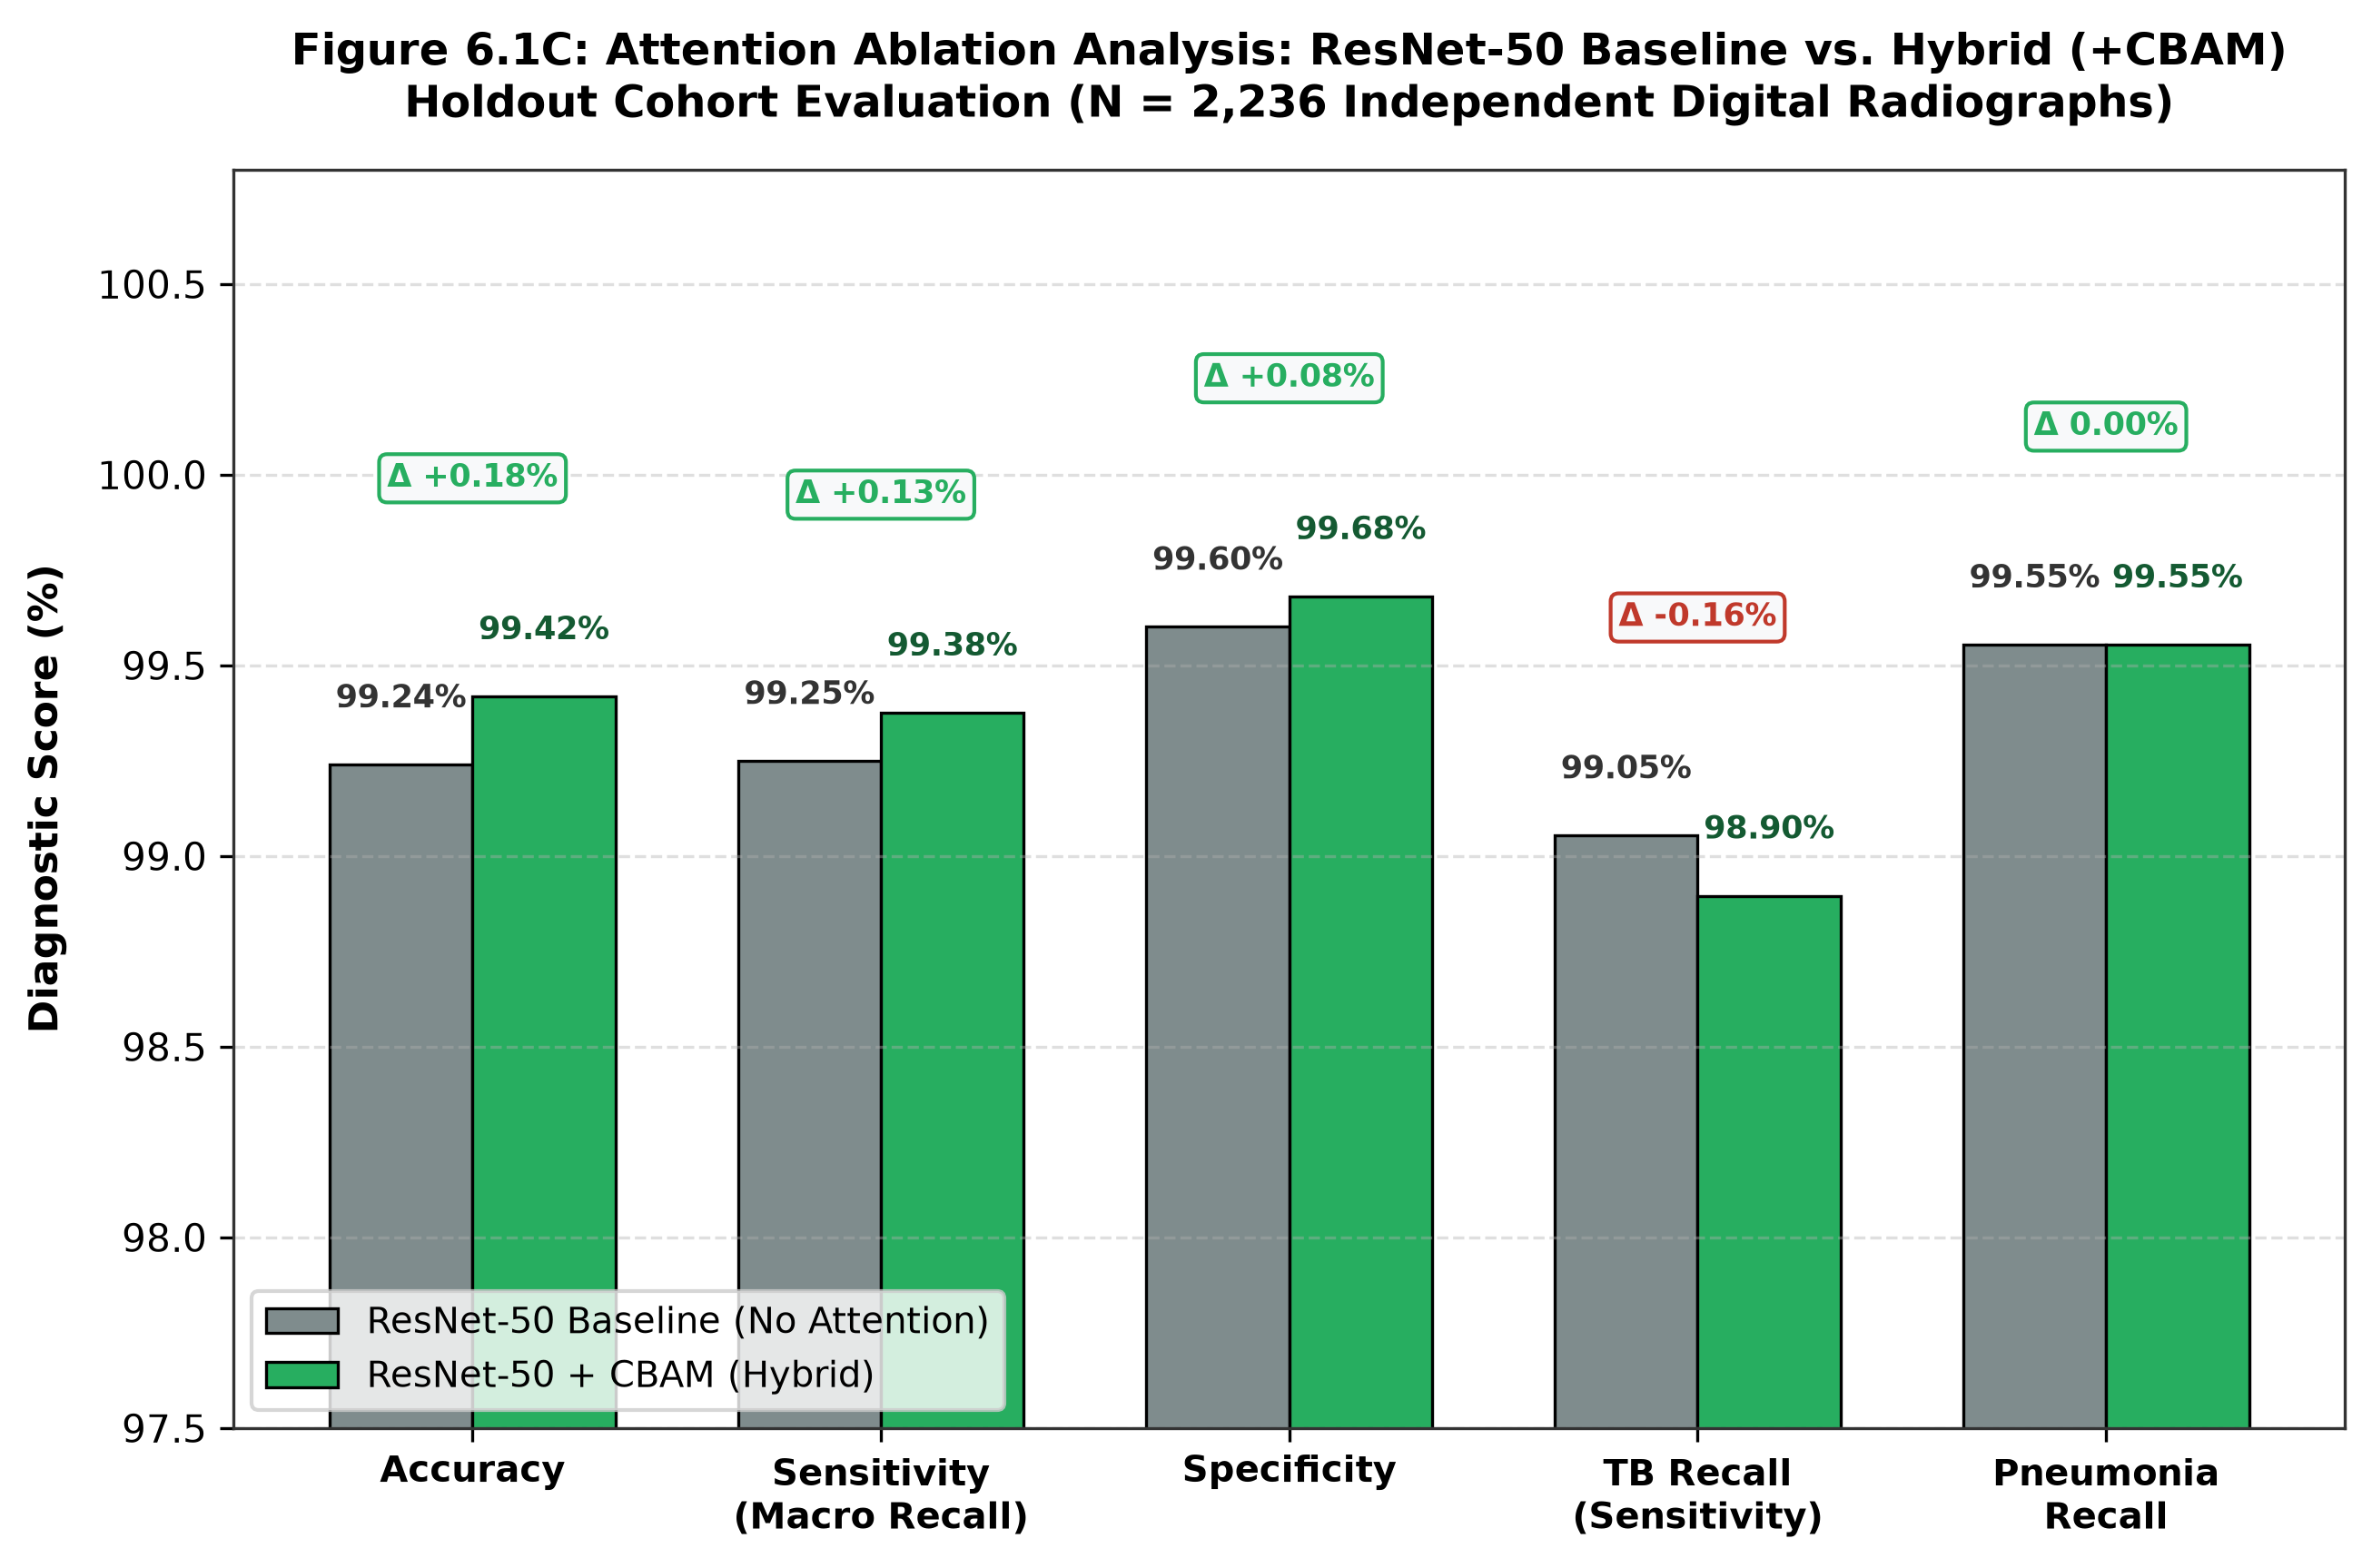 Figure 6.1C: Attention Ablation Analysis: ResNet-50 Baseline vs. Hybrid (+CBAM)
Holdout Cohort Evaluation (N = 2,236 Independent Digital Radiographs)
Diagnostic Score (%)
100.5
100.0
99.5
99.0
98.5
98.0
97.5
Δ +0.18%
99.24%
99.42%
Δ +0.13%
99.25%
99.38%
Δ +0.08%
99.60%
99.68%
Δ -0.16%
99.05%
98.90%
Δ 0.00%
99.55%
99.55%
ResNet-50 Baseline (No Attention)
ResNet-50 + CBAM (Hybrid)
Accuracy
Sensitivity
(Macro Recall)
Specificity
TB Recall
(Sensitivity)
Pneumonia
Recall